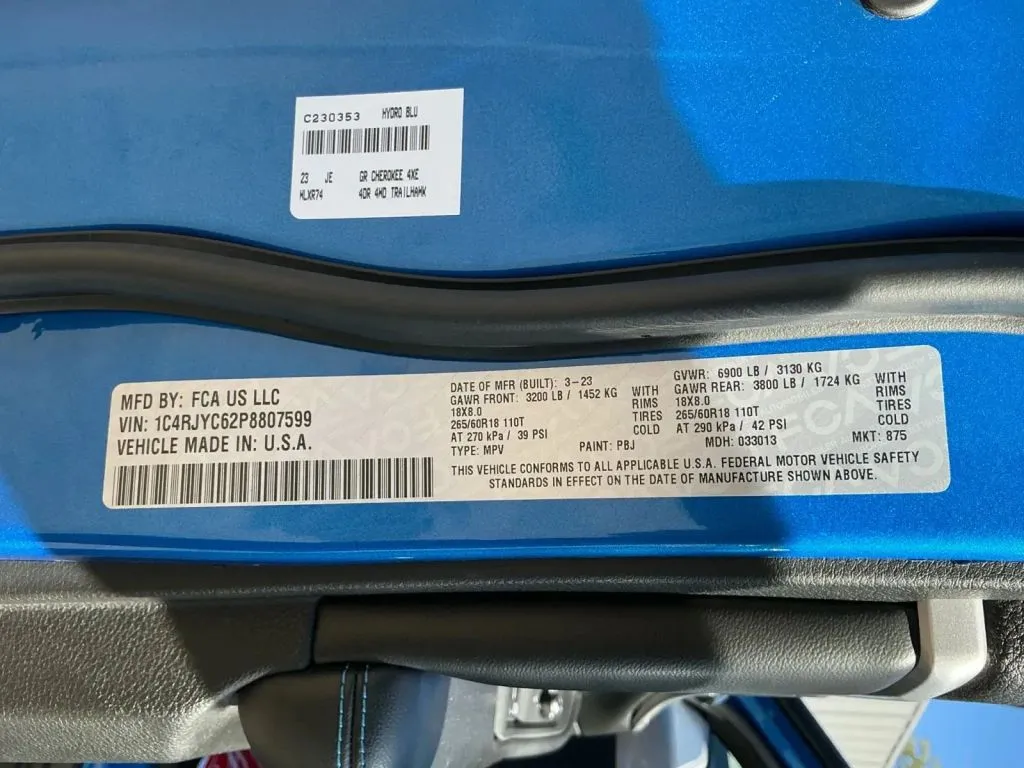 C230353 HYDRO BLU
23 JE GR CHEROKEE 4XE
WLXR74 4DR 4WD TRAILHAWK
MFD BY: FCA US LLC
VIN: 1C4RJYC62P8807599
VEHICLE MADE IN: U.S.A.
DATE OF MFR (BUILT): 3-23
GAWR FRONT: 3200 LB / 1452 KG WITH
18X8.0 RIMS
265/60R18 110T TIRES
AT 270 kPa / 39 PSI COLD
TYPE: MPV PAINT: PBJ
GVWR: 6900 LB / 3130 KG
GAWR REAR: 3800 LB / 1724 KG WITH
18X8.0 RIMS
265/60R18 110T TIRES
AT 290 kPa / 42 PSI COLD
MDH: 033013 MKT: 875
THIS VEHICLE CONFORMS TO ALL APPLICABLE U.S.A. FEDERAL MOTOR VEHICLE SAFETY
STANDARDS IN EFFECT ON THE DATE OF MANUFACTURE SHOWN ABOVE.